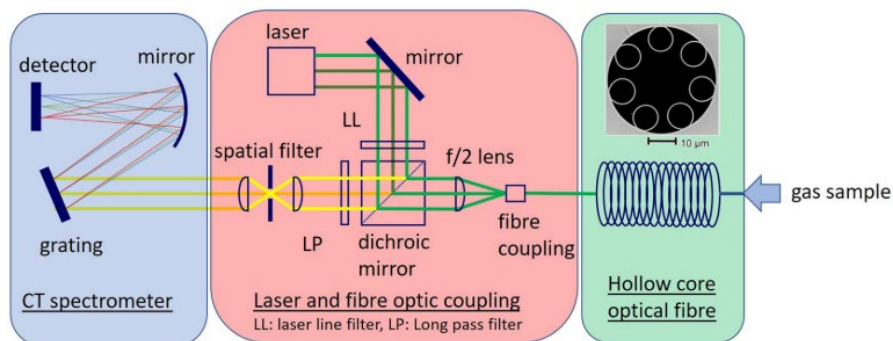 detector
mirror
grating
CT spectrometer
laser
mirror
LL
spatial filter
f/2 lens
LP
dichroic
mirror
fibre
coupling
Laser and fibre optic coupling
LL: laser line filter, LP: Long pass filter
10 µm
gas sample
Hollow core
optical fibre